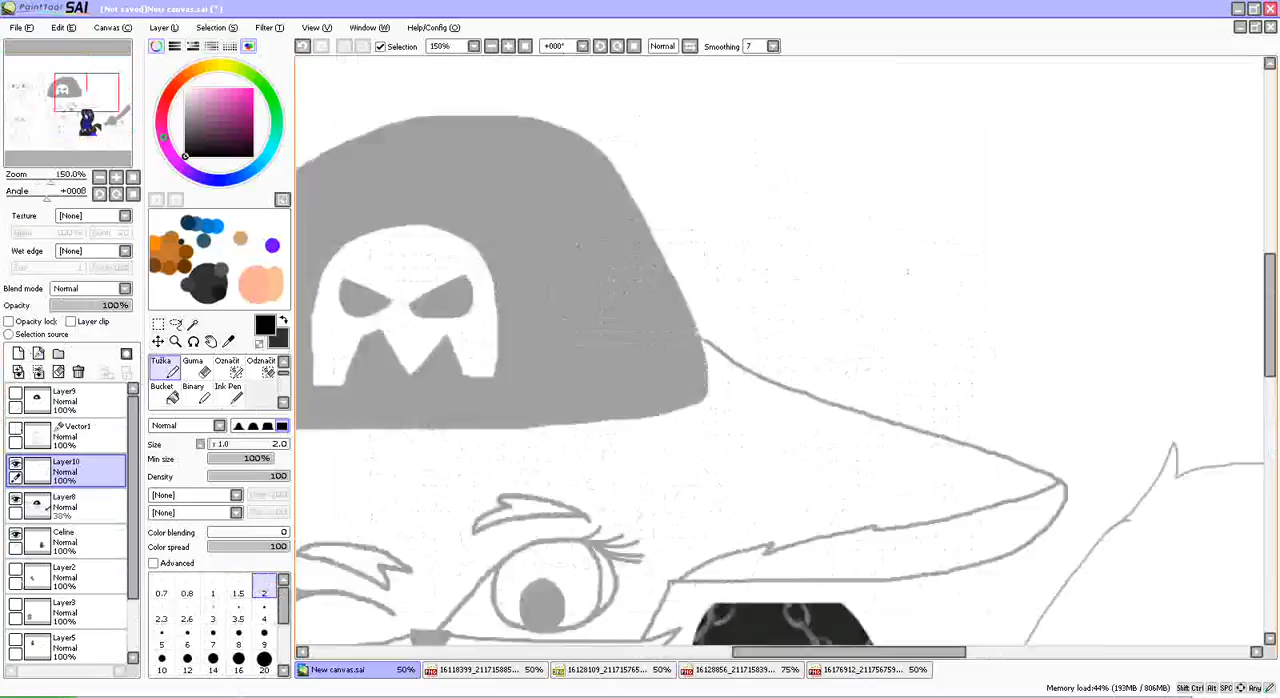 PaintTool SAI (Not saved)New canvas.sai (*)
File (F) Edit (E) Canvas (C) Layer (L) Selection (S) Filter (T) View (V) Window (W) Help/Config (O)
Selection 150% +000° Normal Smoothing 7
Zoom 150.0%
Angle
Texture [None]
Wet edge [None]
Blend mode Normal
Opacity 100%
Opacity lock Layer clip
Selection source
Layer9
Normal
100%
Vector1
Normal
100%
Layer10
Normal
100%
Layer8
Normal
38%
Celine
Normal
100%
Layer2
Normal
100%
Layer3
Normal
100%
Layer5
Normal
100%
Tužka Guma Označit Odznačit
Bucket Binary Ink Pen
Normal
Size x 1.0 2.0
Min size 100%
Density 100
[None]
[None]
Color blending 0
Color spread 100
Advanced
0.7 0.8 1 1.5 2
2.3 2.6 3 3.5 4
5 6 7 8 9
10 12 14 16 20
New canvas.sai 50% 16118399_211715885... 50% 16128109_211715765... 50% 16128856_211715839... 75% 16176912_211756759... 50%
Memory load:44% (193MB / 806MB) Shift Ctrl Alt SPC Any